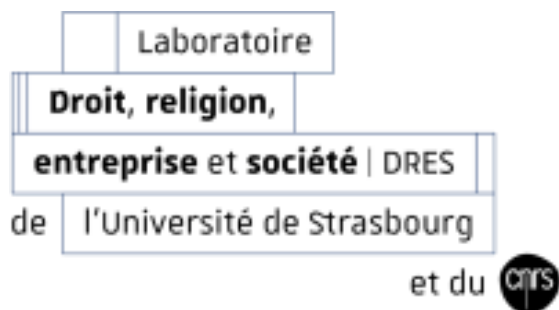 Laboratoire
Droit, religion,
entreprise et société | DRES
de l'Université de Strasbourg
et du cnrs